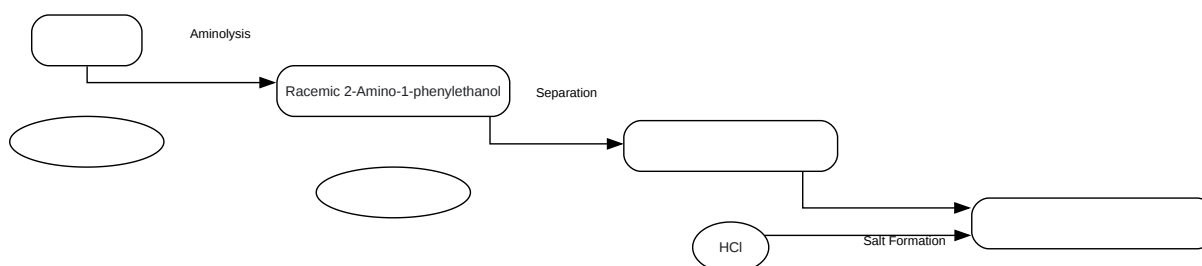 Aminolysis
Racemic 2-Amino-1-phenylethanol
Separation
HCl
Salt Formation